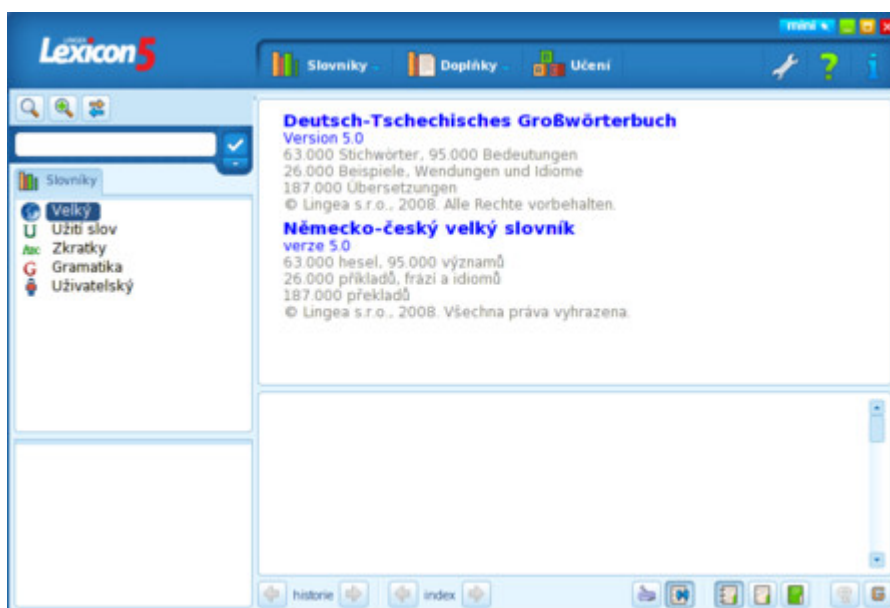 mini
LINGEA
Lexicon5
Slovníky
Doplňky
Učení
Slovníky
Velký
U Užití slov
Abc Zkratky
G Gramatika
Uživatelský
Deutsch-Tschechisches Großwörterbuch
Version 5.0
63.000 Stichwörter, 95.000 Bedeutungen
26.000 Beispiele, Wendungen und Idiome
187.000 Übersetzungen
© Lingea s.r.o., 2008. Alle Rechte vorbehalten.
Německo-český velký slovník
verze 5.0
63.000 hesel, 95.000 významů
26.000 příkladů, frází a idiomů
187.000 překladů
© Lingea s.r.o., 2008. Všechna práva vyhrazena.
historie
index